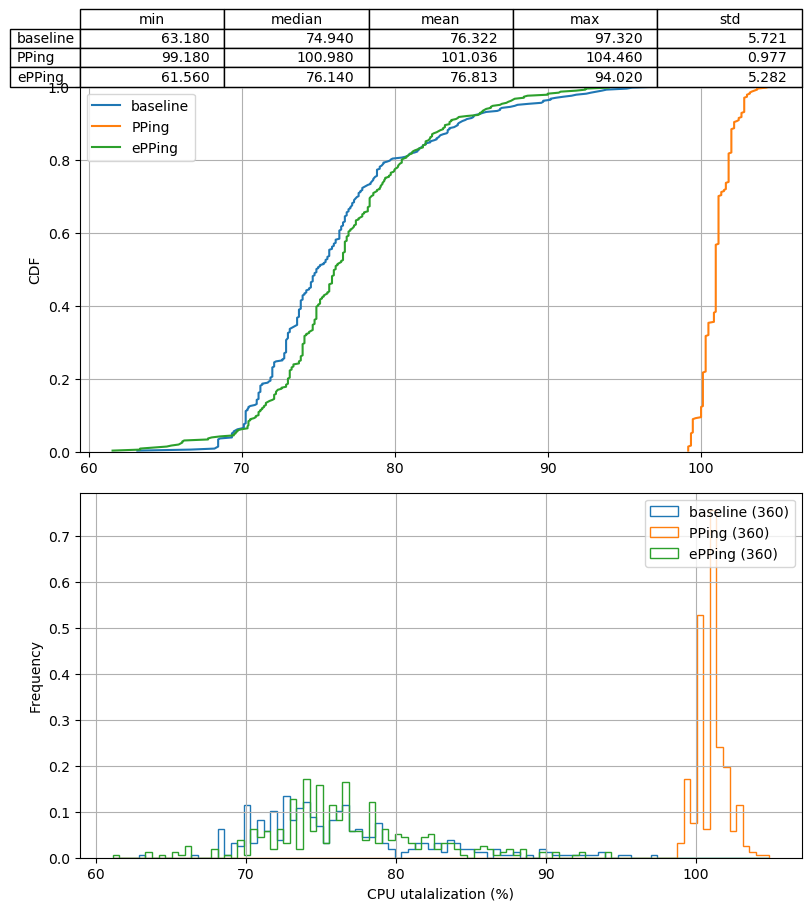 min median mean max std
baseline 63.180 74.940 76.322 97.320 5.721
PPing 99.180 100.980 101.036 104.460 0.977
ePPing 61.560 76.140 76.813 94.020 5.282
1.0
0.8
0.6
0.4
0.2
0.0
CDF
baseline
PPing
ePPing
60 70 80 90 100
0.7
0.6
0.5
0.4
0.3
0.2
0.1
0.0
Frequency
baseline (360)
PPing (360)
ePPing (360)
60 70 80 90 100
CPU utalalization (%)